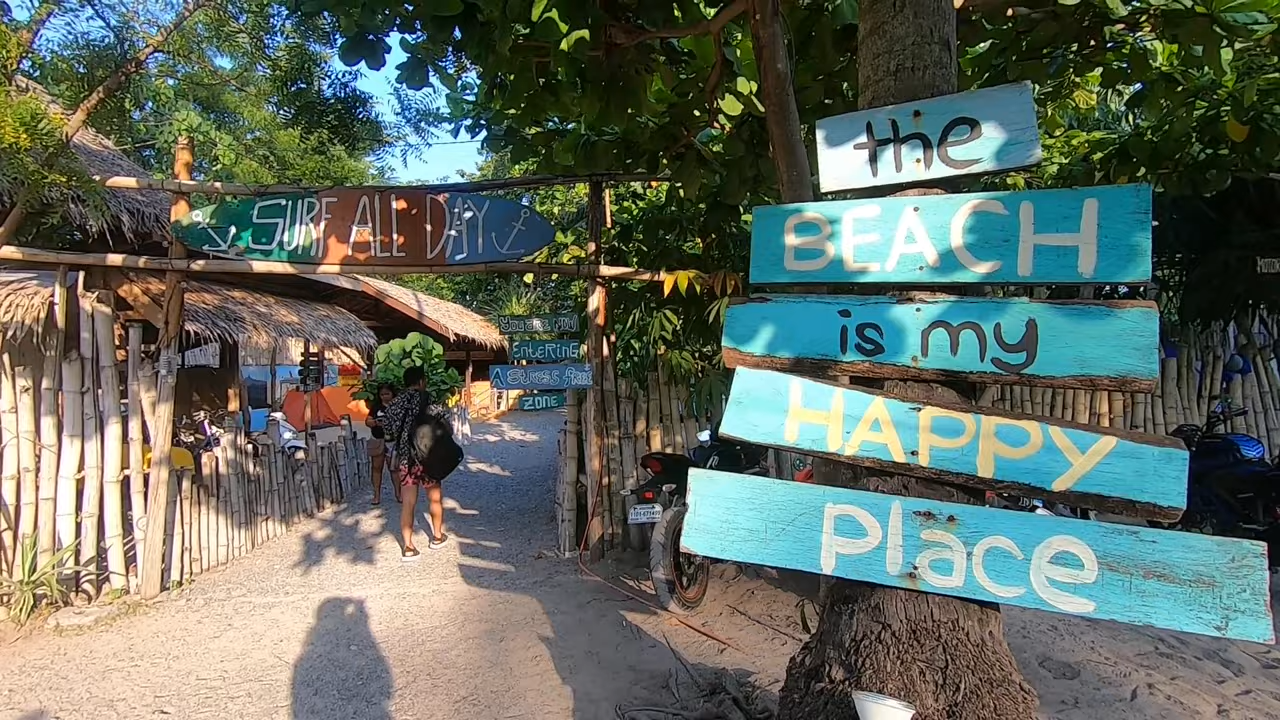 SURF ALL DAY
YOU ARE NOW
ENTERING
A STRESS FREE
ZONE
the
BEACH
is my
HAPPY
Place